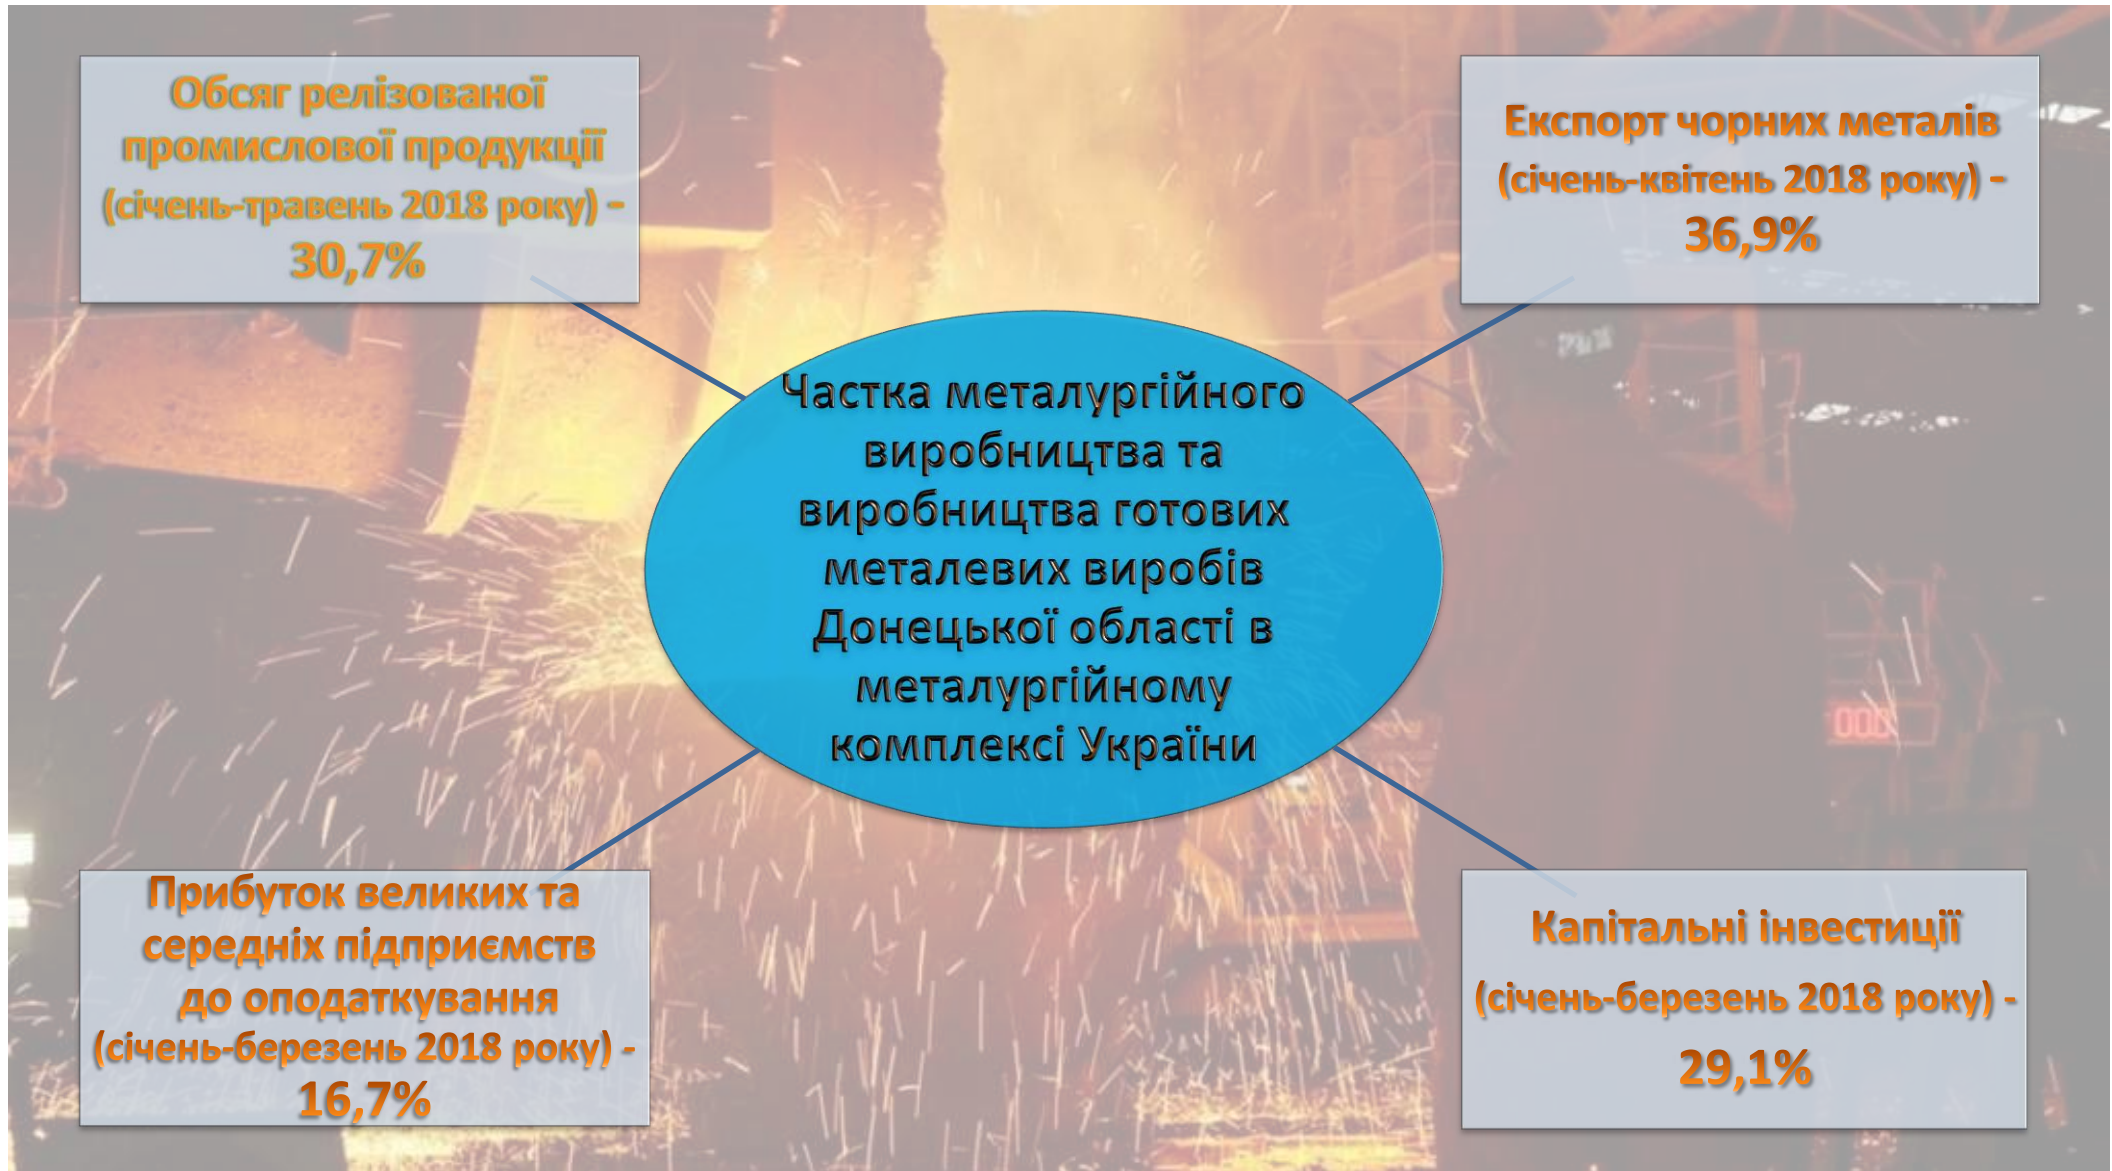 Обсяг релізованої
промислової продукції
(січень-травень 2018 року) –
30,7%
Експорт чорних металів
(січень-квітень 2018 року) –
36,9%
Частка металургійного
виробництва та
виробництва готових
металевих виробів
Донецької області в
металургійному
комплексі України
Прибуток великих та
середніх підприємств
до оподаткування
(січень-березень 2018 року) -
16,7%
Капітальні інвестиції
(січень-березень 2018 року) -
29,1%